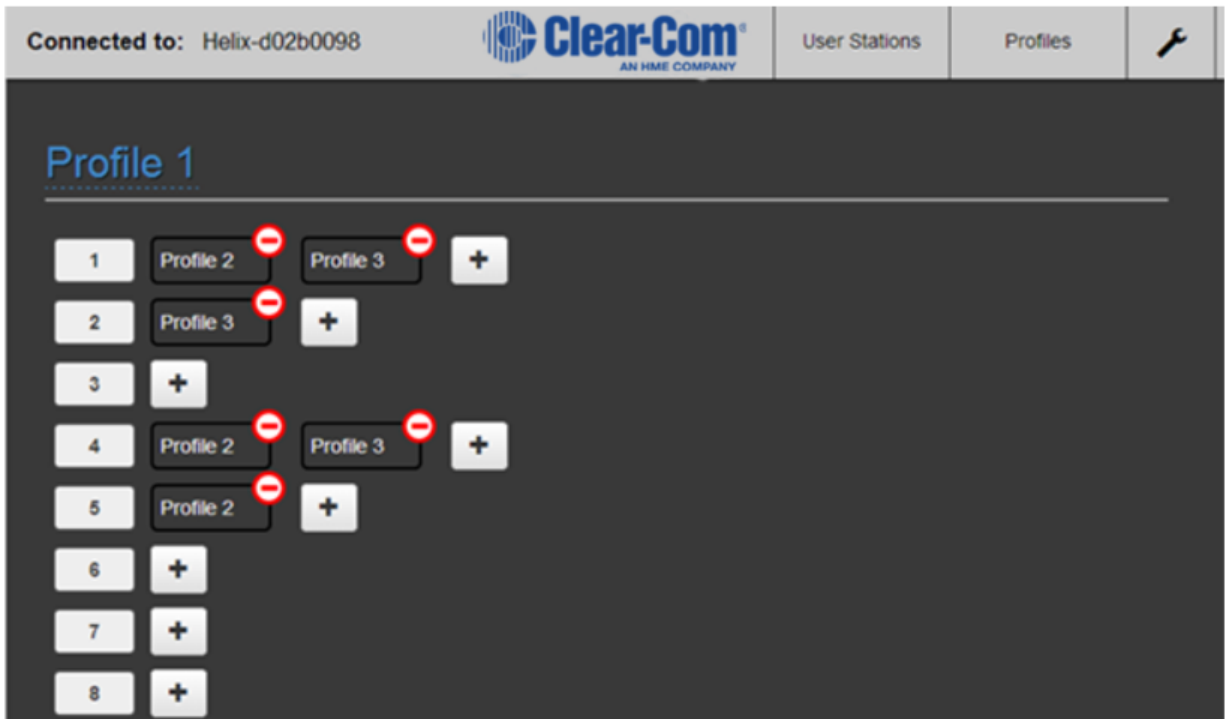 Connected to: Helix-d02b0098 Clear-Com® User Stations Profiles
AN HME COMPANY
Profile 1
1 Profile 2 Profile 3 +
2 Profile 3 +
3 +
4 Profile 2 Profile 3 +
5 Profile 2 +
6 +
7 +
8 +